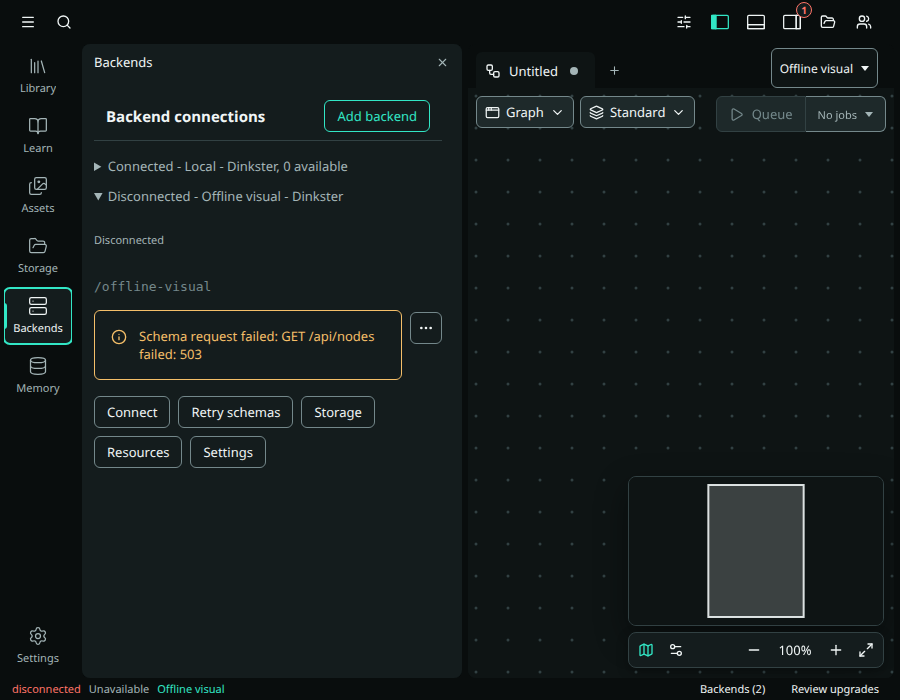 1
Library
Learn
Assets
Storage
Backends
Memory
Settings
Backends
Backend connections
Add backend
Connected - Local - Dinkster, 0 available
Disconnected - Offline visual - Dinkster
Disconnected
/offline-visual
Schema request failed: GET /api/nodes
failed: 503
Connect
Retry schemas
Storage
Resources
Settings
Untitled
Offline visual
Graph
Standard
Queue
No jobs
100%
disconnected
Unavailable
Offline visual
Backends (2)
Review upgrades